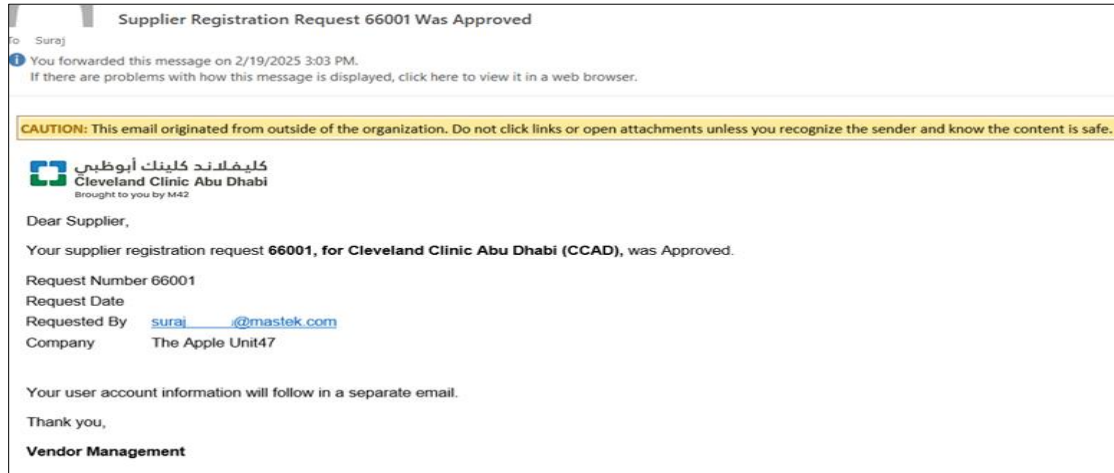 Supplier Registration Request 66001 Was Approved
To Suraj
You forwarded this message on 2/19/2025 3:03 PM.
If there are problems with how this message is displayed, click here to view it in a web browser.
CAUTION: This email originated from outside of the organization. Do not click links or open attachments unless you recognize the sender and know the content is safe.
كليفلاند كلينك أبوظبي
Cleveland Clinic Abu Dhabi
Brought to you by M42
Dear Supplier,
Your supplier registration request 66001, for Cleveland Clinic Abu Dhabi (CCAD), was Approved.
Request Number 66001
Request Date
Requested By suraj @mastek.com
Company The Apple Unit47
Your user account information will follow in a separate email.
Thank you,
Vendor Management